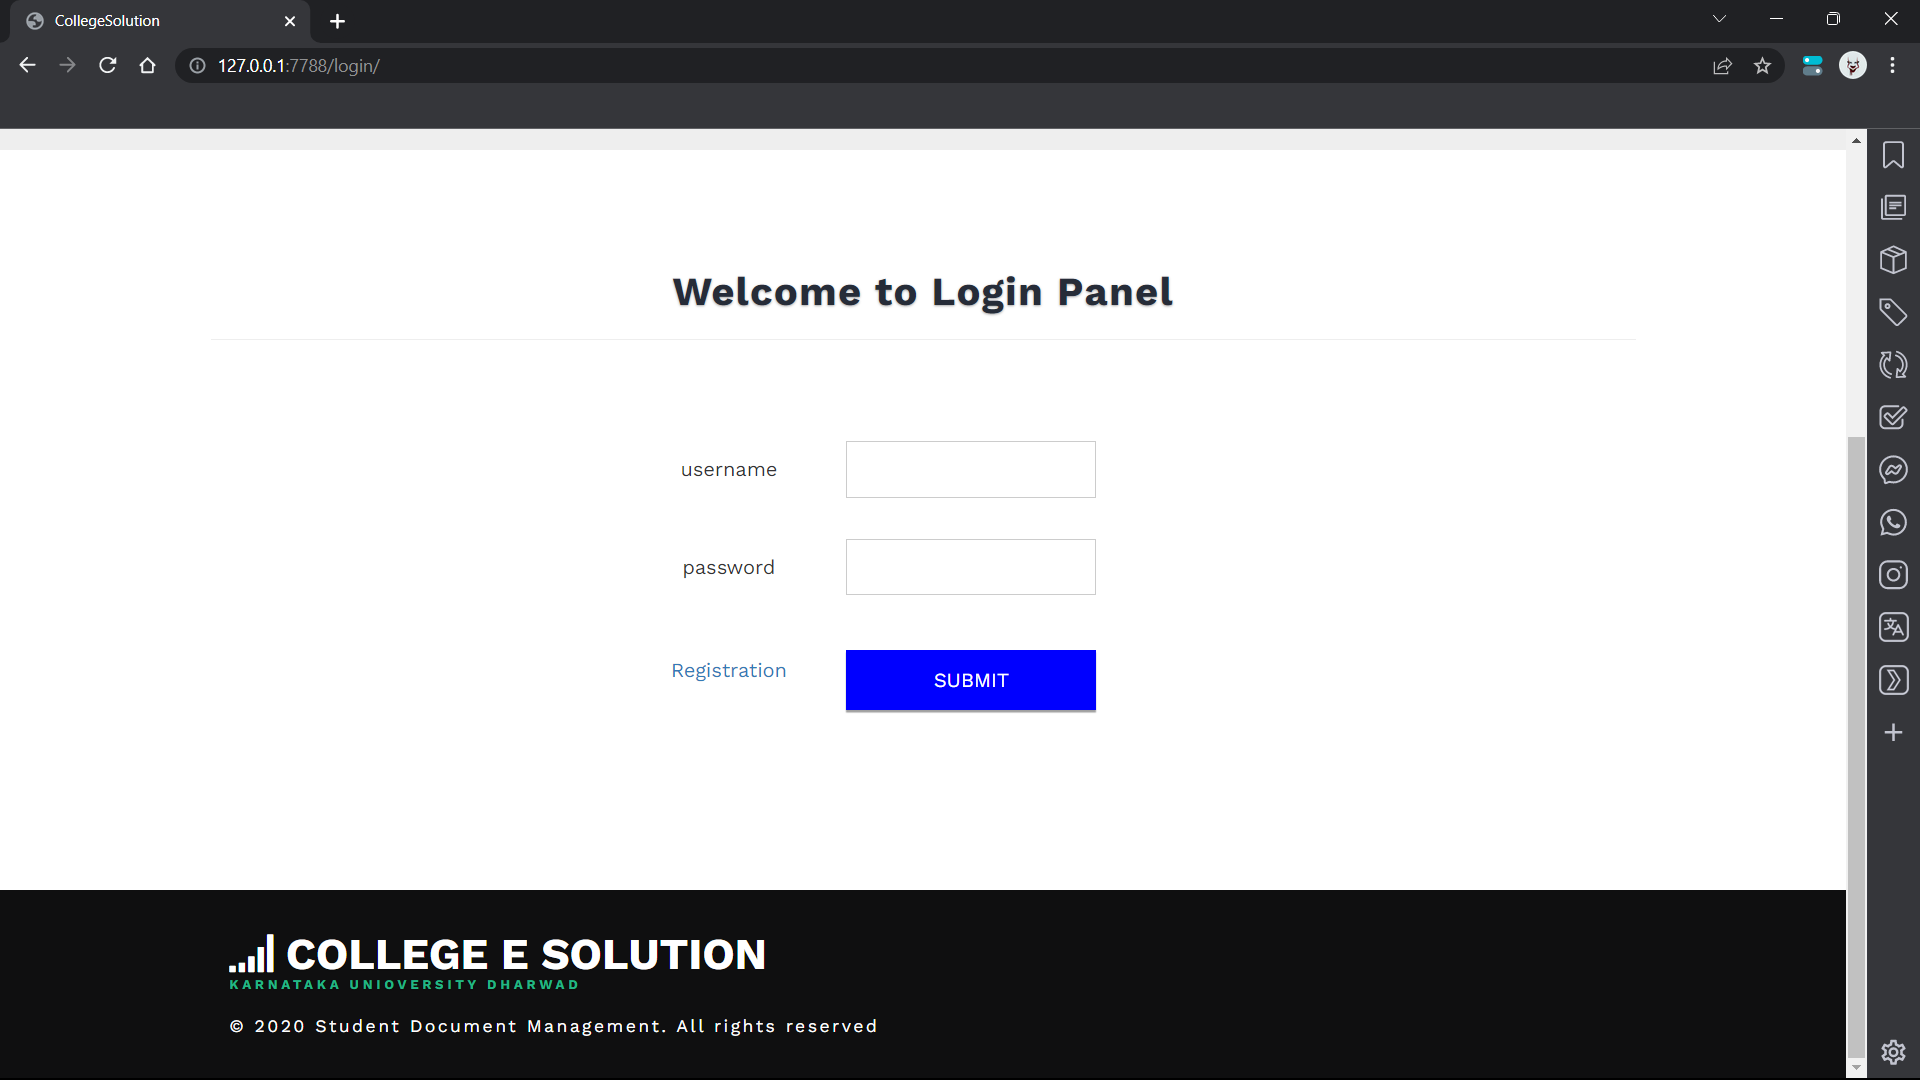 CollegeSolution
127.0.0.1:7788/login/
Welcome to Login Panel
username
password
Registration
SUBMIT
COLLEGE E SOLUTION
KARNATAKA UNIOVERSITY DHARWAD
© 2020 Student Document Management. All rights reserved